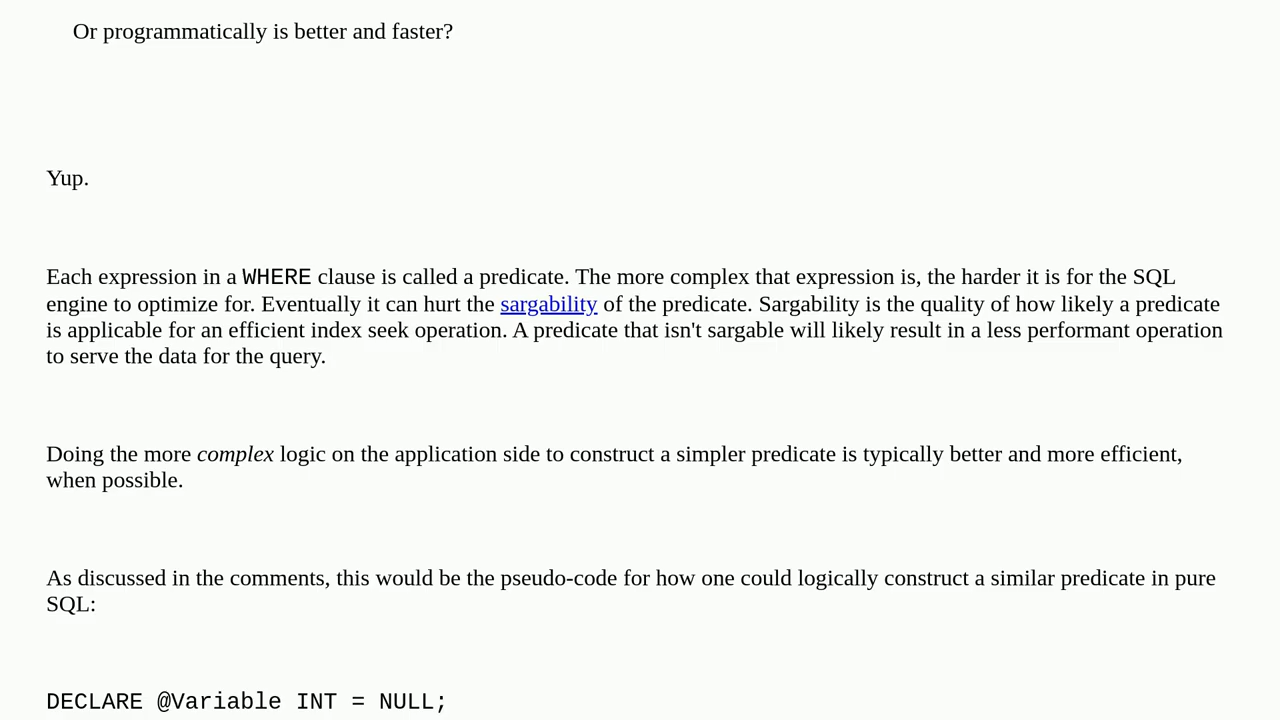 Or programmatically is better and faster?
Yup.
Each expression in a WHERE clause is called a predicate. The more complex that expression is, the harder it is for the SQL
engine to optimize for. Eventually it can hurt the sargability of the predicate. Sargability is the quality of how likely a predicate
is applicable for an efficient index seek operation. A predicate that isn't sargable will likely result in a less performant operation
to serve the data for the query.
Doing the more complex logic on the application side to construct a simpler predicate is typically better and more efficient,
when possible.
As discussed in the comments, this would be the pseudo-code for how one could logically construct a similar predicate in pure
SQL:
DECLARE @Variable INT = NULL;